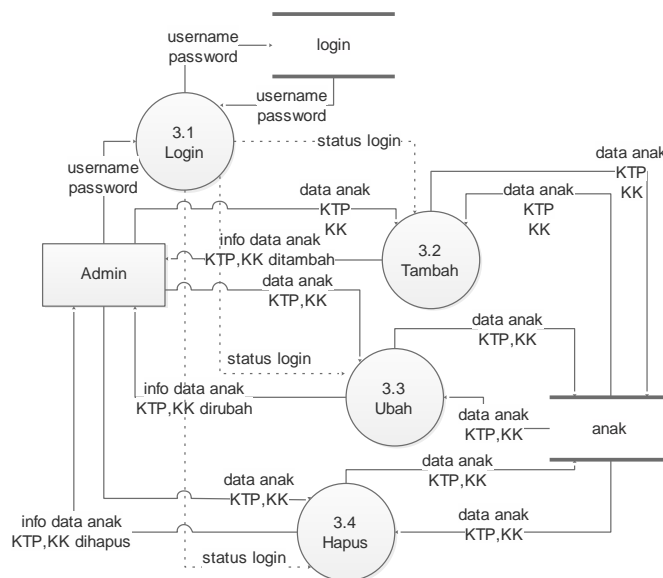 username
password
login
username
password
3.1
Login
status login
username
password
data anak
KTP
KK
data anak
KTP
KK
data anak
KTP
KK
info data anak
KTP,KK ditambah
3.2
Tambah
Admin
data anak
KTP,KK
data anak
KTP,KK
status login
3.3
Ubah
info data anak
KTP,KK dirubah
data anak
KTP,KK
anak
data anak
KTP,KK
data anak
KTP,KK
info data anak
KTP,KK dihapus
3.4
Hapus
data anak
KTP,KK
status login